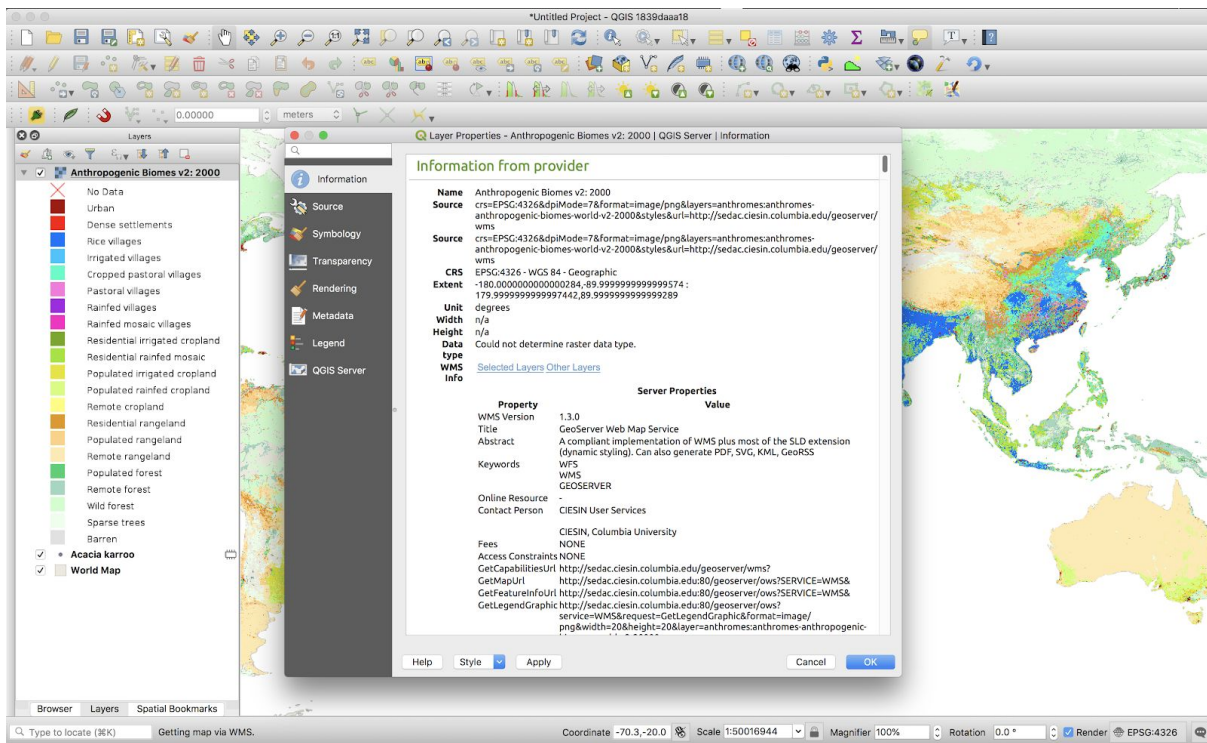 *Untitled Project - QGIS 1839daaa18
0.00000
meters
Layers
Anthropogenic Biomes v2: 2000
No Data
Urban
Dense settlements
Rice villages
Irrigated villages
Cropped pastoral villages
Pastoral villages
Rainfed villages
Rainfed mosaic villages
Residential irrigated cropland
Residential rainfed mosaic
Populated irrigated cropland
Populated rainfed cropland
Remote cropland
Residential rangeland
Populated rangeland
Remote rangeland
Populated forest
Remote forest
Wild forest
Sparse trees
Barren
Acacia karroo
World Map
Browser Layers Spatial Bookmarks
Layer Properties - Anthropogenic Biomes v2: 2000 | QGIS Server | Information
Information
Source
Symbology
Transparency
Rendering
Metadata
Legend
QGIS Server
Information from provider
Name Anthropogenic Biomes v2: 2000
Source crs=EPSG:4326&dpiMode=7&format=image/png&layers=anthromes:anthromes-
anthropogenic-biomes-world-v2-2000&styles&url=http://sedac.ciesin.columbia.edu/geoserver/
wms
Source crs=EPSG:4326&dpiMode=7&format=image/png&layers=anthromes:anthromes-
anthropogenic-biomes-world-v2-2000&styles&url=http://sedac.ciesin.columbia.edu/geoserver/
wms
CRS EPSG:4326 - WGS 84 - Geographic
Extent -180.0000000000000284,-89.9999999999999574 :
179.9999999999997442,89.9999999999999289
Unit degrees
Width n/a
Height n/a
Data type Could not determine raster data type.
WMS Info Selected Layers Other Layers
Server Properties
Property Value
WMS Version 1.3.0
Title GeoServer Web Map Service
Abstract A compliant implementation of WMS plus most of the SLD extension
(dynamic styling). Can also generate PDF, SVG, KML, GeoRSS
Keywords WFS
WMS
GEOSERVER
Online Resource -
Contact Person CIESIN User Services
CIESIN, Columbia University
Fees NONE
Access Constraints NONE
GetCapabilitiesUrl http://sedac.ciesin.columbia.edu/geoserver/wms?
GetMapUrl http://sedac.ciesin.columbia.edu:80/geoserver/ows?SERVICE=WMS&
GetFeatureInfoUrl http://sedac.ciesin.columbia.edu:80/geoserver/ows?SERVICE=WMS&
GetLegendGraphic http://sedac.ciesin.columbia.edu:80/geoserver/ows?
service=WMS&request=GetLegendGraphic&format=image/
png&width=20&height=20&layer=anthromes:anthromes-anthropogenic-
Help Style Apply Cancel OK
Type to locate (⌘K) Getting map via WMS. Coordinate -70.3,-20.0 Scale 1:50016944 Magnifier 100% Rotation 0.0 ° Render EPSG:4326